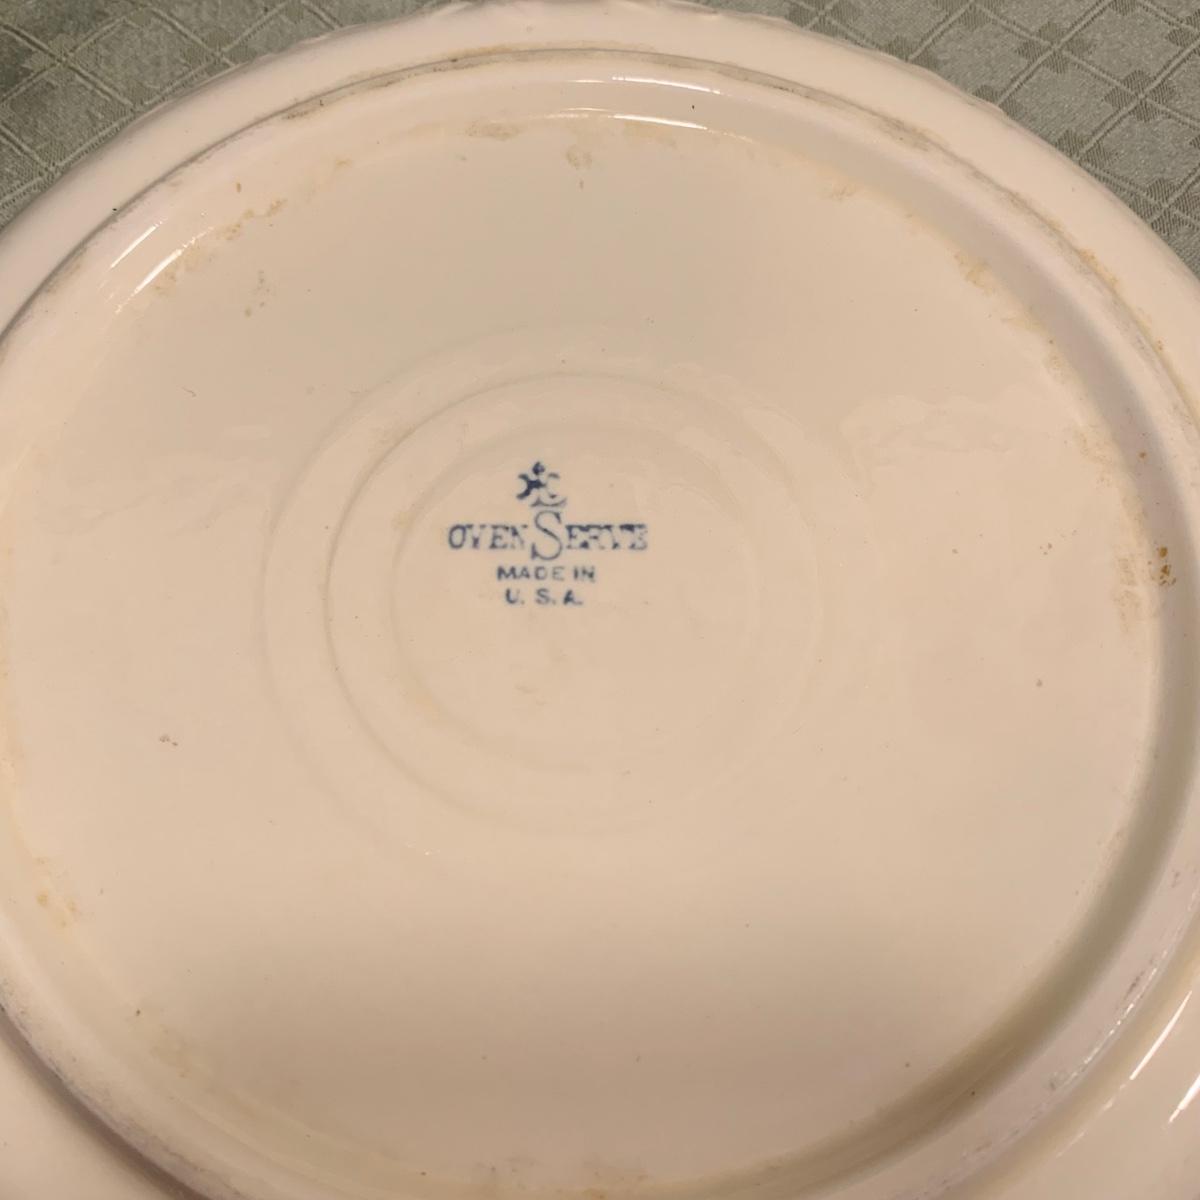 OVEN SERVE
MADE IN
U. S. A.